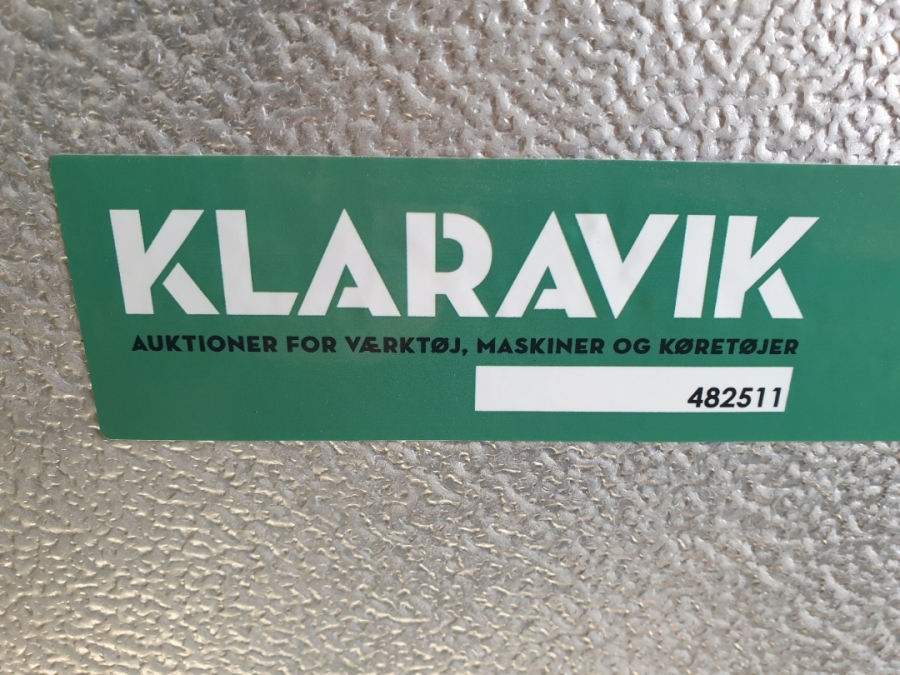 KLARAVIK
AUKTIONER FOR VÆRKTØJ, MASKINER OG KØRETØJER
482511